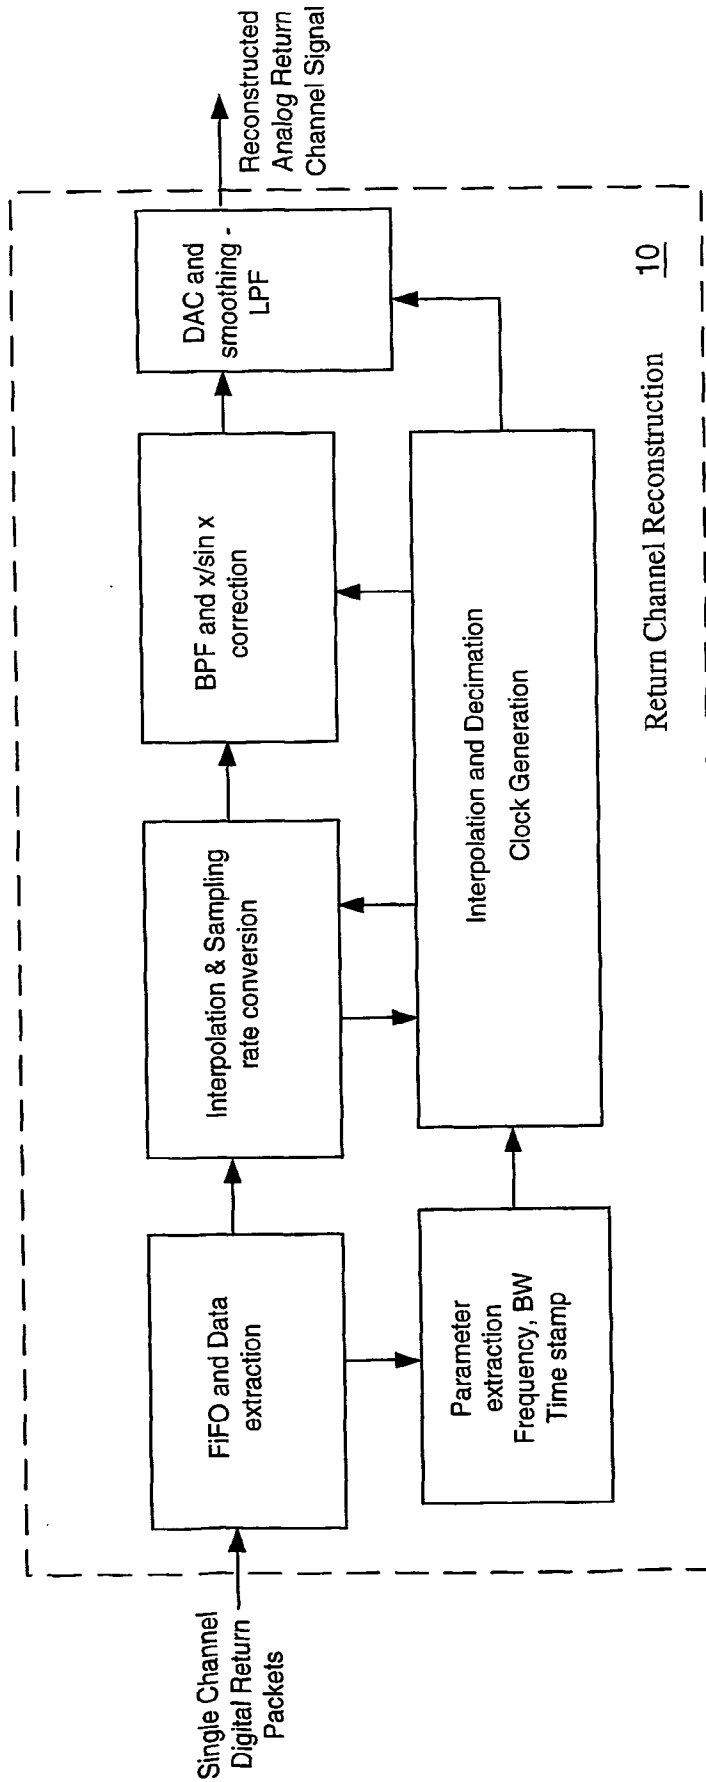 Single Channel
Digital Return
Packets
FiFO and Data
extraction
Interpolation & Sampling
rate conversion
BPF and x/sin x
correction
DAC and
smoothing -
LPF
Reconstructed
Analog Return
Channel Signal
Parameter
extraction
Frequency, BW
Time stamp
Interpolation and Decimation
Clock Generation
Return Channel Reconstruction
10